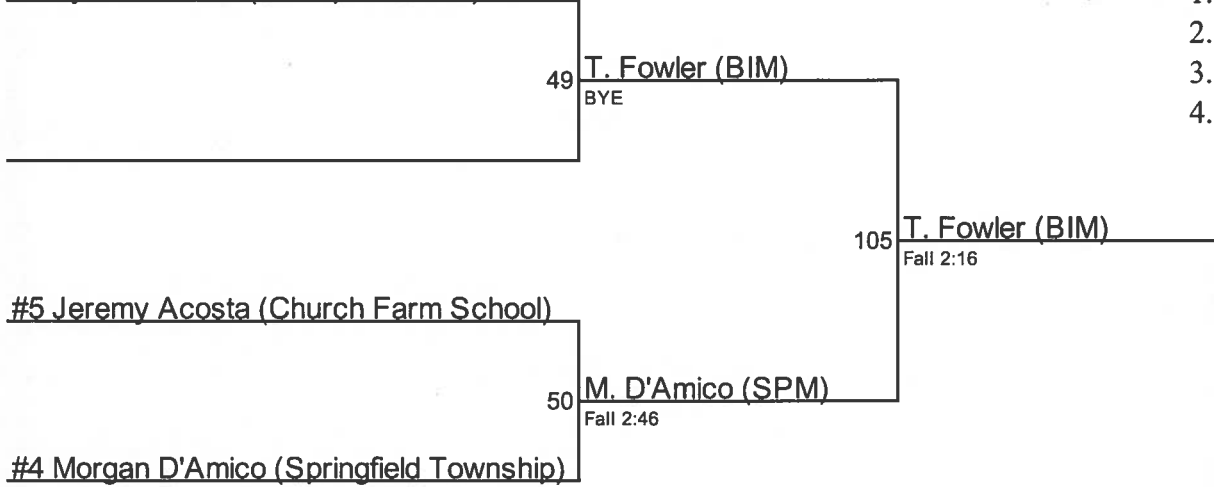 2.
49 T. Fowler (BIM)
BYE
3.
4.
105 T. Fowler (BIM)
Fall 2:16
#5 Jeremy Acosta (Church Farm School)
50 M. D'Amico (SPM)
Fall 2:46
#4 Morgan D'Amico (Springfield Township)